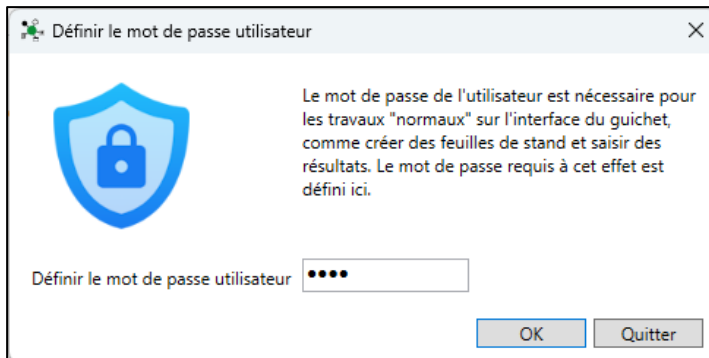 Définir le mot de passe utilisateur
Le mot de passe de l'utilisateur est nécessaire pour
les travaux "normaux" sur l'interface du guichet,
comme créer des feuilles de stand et saisir des
résultats. Le mot de passe requis à cet effet est
défini ici.
Définir le mot de passe utilisateur ••••
OK Quitter